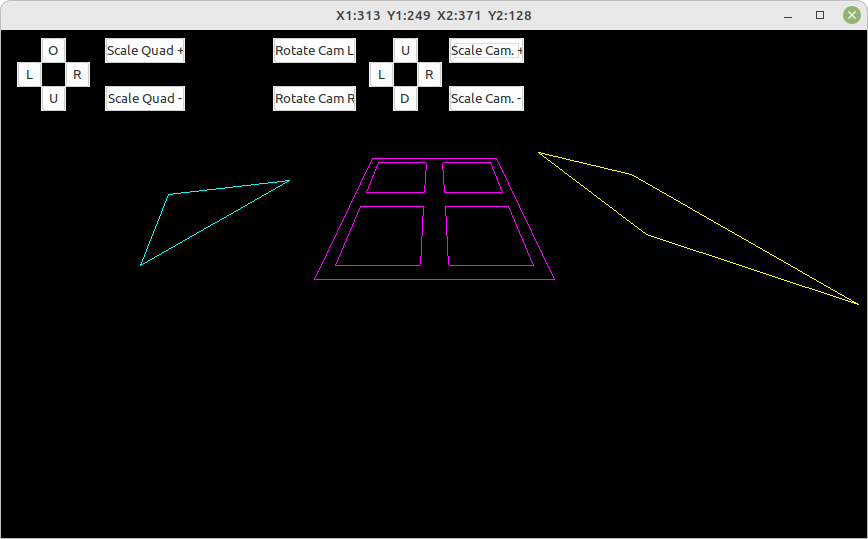 X1:313 Y1:249 X2:371 Y2:128
O Scale Quad + Rotate Cam L U Scale Cam. +
L R L R
U Scale Quad - Rotate Cam R D Scale Cam. -